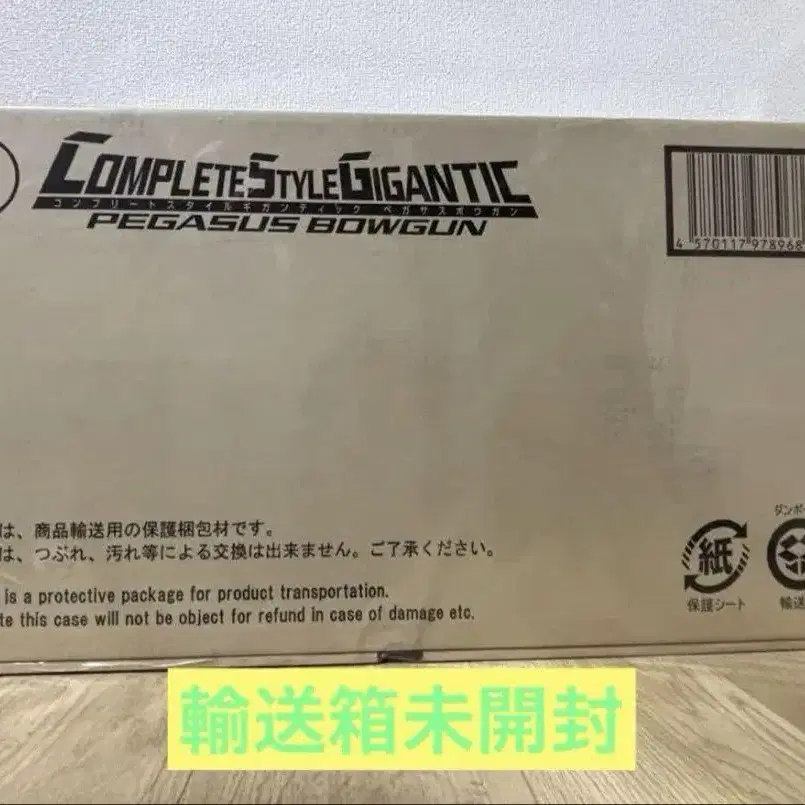 COMPLETE STYLE GIGANTIC
コンプリートスタイルギガンティック ペガサスボウガン
PEGASUS BOWGUN
4 570117 978968
は、商品輸送用の保護梱包材です。
は、つぶれ、汚れ等による交換は出来ません。ご了承ください。
is a protective package for product transportation.
te this case will not be object for refund in case of damage etc.
ダンボー
紙
保護シート
輸送
輸送箱未開封